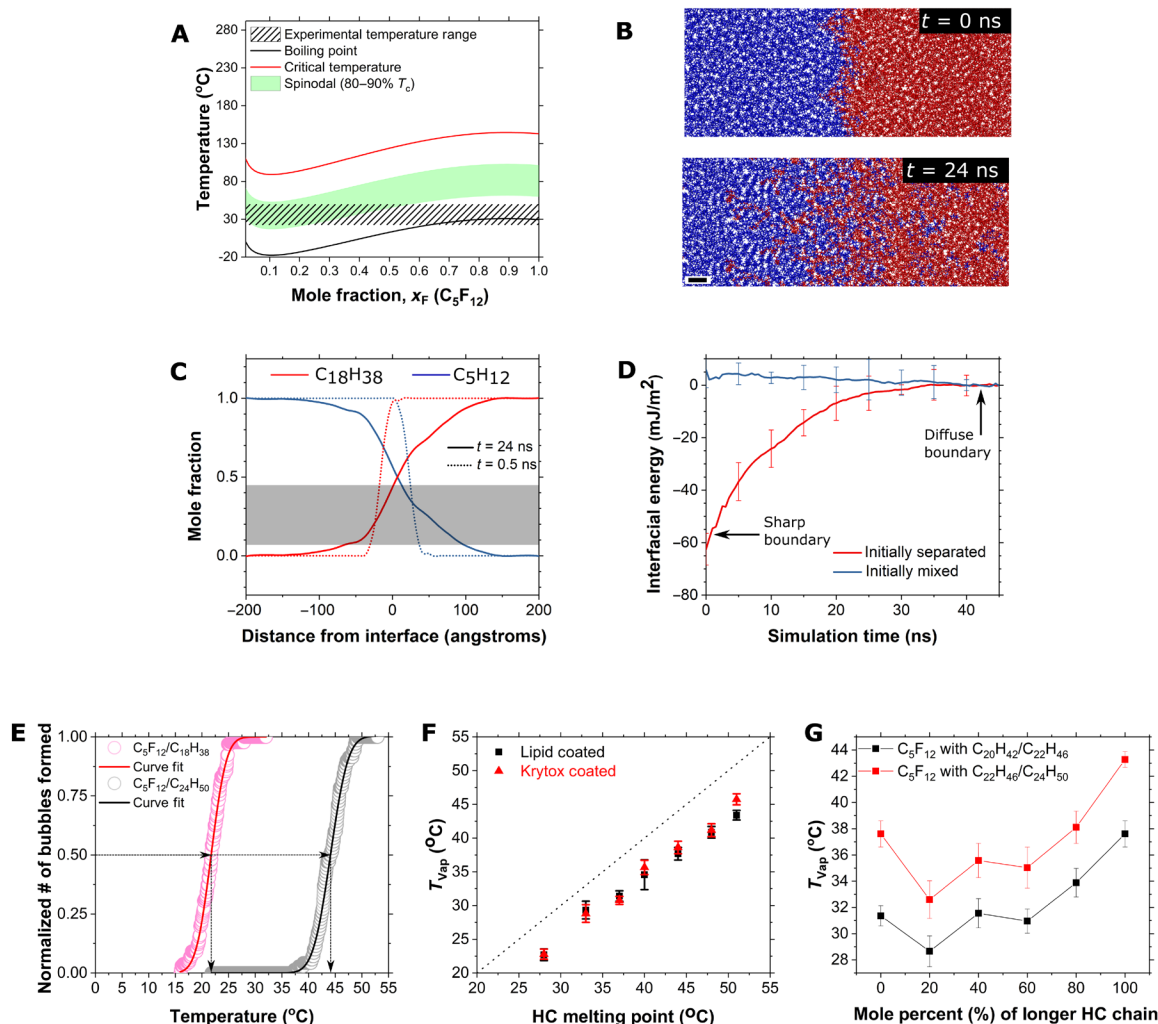 A
Experimental temperature range
Boiling point
Critical temperature
Spinodal (80–90% Tc)
Temperature (°C)
280
230
180
130
80
30
-20
0.1 0.2 0.3 0.4 0.5 0.6 0.7 0.8 0.9 1.0
Mole fraction, xF (C5F12)
B
t = 0 ns
t = 24 ns
C
C18H38
C5H12
t = 24 ns
t = 0.5 ns
Mole fraction
1.0
0.5
0.0
−200 −100 0 100 200
Distance from interface (angstroms)
D
Interfacial energy (mJ/m2)
0
−20
−40
−60
−80
Diffuse
boundary
Sharp
boundary
Initially separated
Initially mixed
0 10 20 30 40
Simulation time (ns)
E
Normalized # of bubbles formed
1.00
0.75
0.50
0.25
0.00
C5F12/C18H38
Curve fit
C5F12/C24H50
Curve fit
0 5 10 15 20 25 30 35 40 45 50 55
Temperature (°C)
F
TVap (°C)
55
50
45
40
35
30
25
20
Lipid coated
Krytox coated
20 25 30 35 40 45 50 55
HC melting point (°C)
G
TVap (°C)
44
42
40
38
36
34
32
30
28
C5F12 with C20H42/C22H46
C5F12 with C22H46/C24H50
0 20 40 60 80 100
Mole percent (%) of longer HC chain